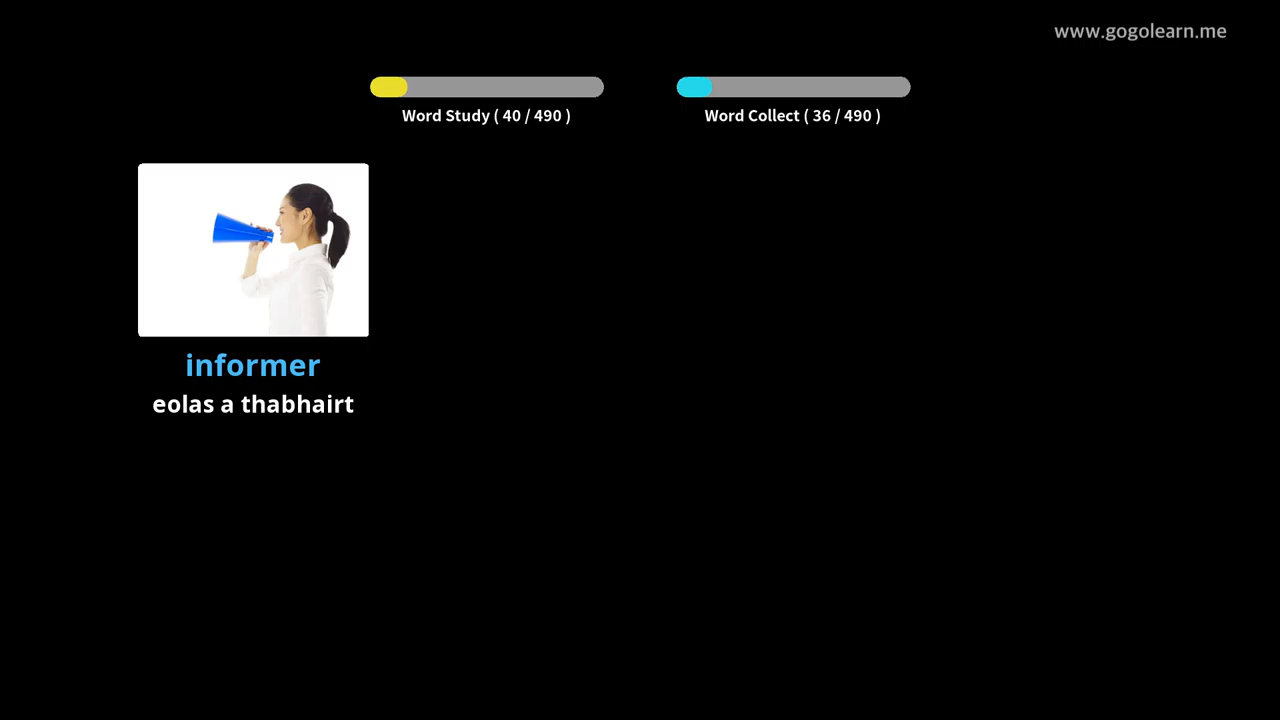 www.gogolearn.me
Word Study ( 40 / 490 )
Word Collect ( 36 / 490 )
informer
eolas a thabhairt